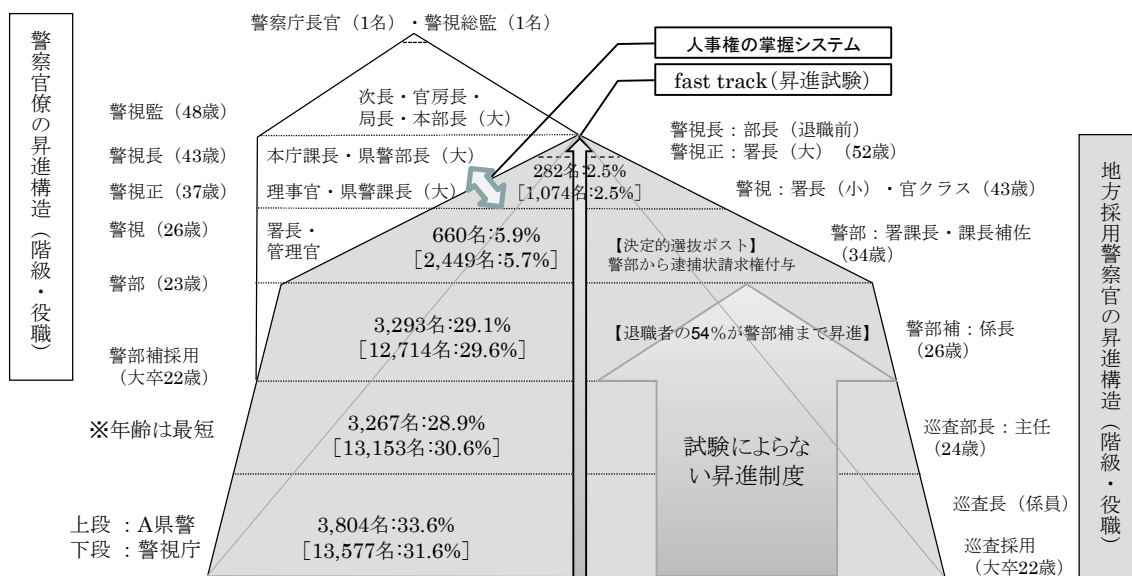 警察庁長官（1名）・警視総監（1名）
人事権の掌握システム
fast track（昇進試験）
警察官僚の昇進構造（階級・役職）
警視監（48歳）
警視長（43歳）
警視正（37歳）
警視（26歳）
警部（23歳）
警部補採用
（大卒22歳）
※年齢は最短
上段 ：A県警
下段 ：警視庁
次長・官房長・
局長・本部長（大）
本庁課長・県警部長（大）
理事官・県警課長（大）
署長・
管理官
282名:2.5%
[1,074名:2.5%]
660名:5.9%
[2,449名:5.7%]
3,293名:29.1%
[12,714名:29.6%]
3,267名:28.9%
[13,153名:30.6%]
3,804名:33.6%
[13,577名:31.6%]
【決定的選抜ポスト】
警部から逮捕状請求権付与
【退職者の54%が警部補まで昇進】
試験によらな
い昇進制度
警視長：部長（退職前）
警視正：署長（大）（52歳）
警視：署長（小）・官クラス（43歳）
警部：署課長・課長補佐
（34歳）
警部補：係長
（26歳）
巡査部長：主任
（24歳）
巡査長（係員）
巡査採用
（大卒22歳）
地方採用警察官の昇進構造（階級・役職）